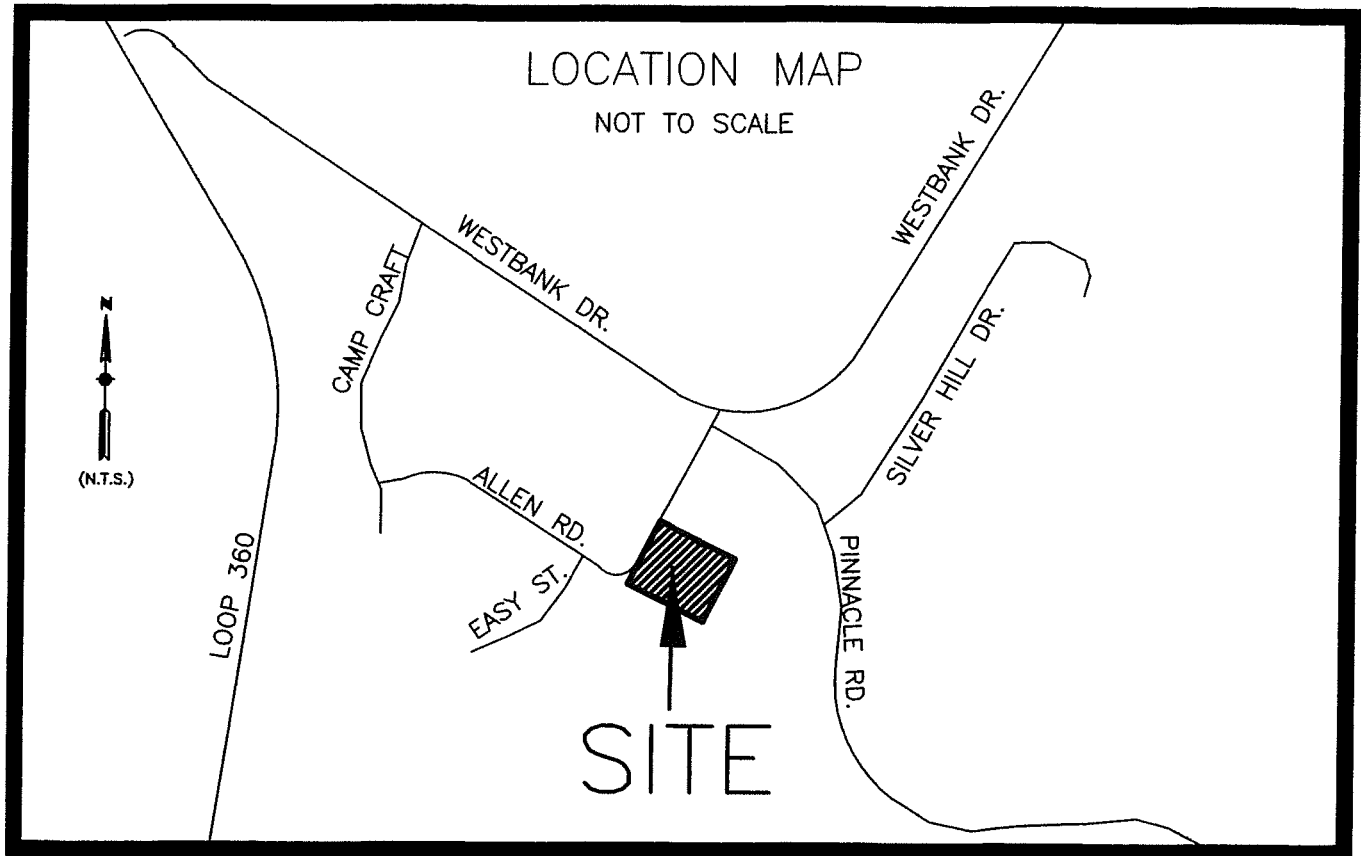 LOCATION MAP
NOT TO SCALE
WESTBANK DR.
WESTBANK DR.
CAMP CRAFT
N
(N.T.S.)
SILVER HILL DR.
ALLEN RD.
EASY ST.
PINNACLE RD.
LOOP 360
SITE